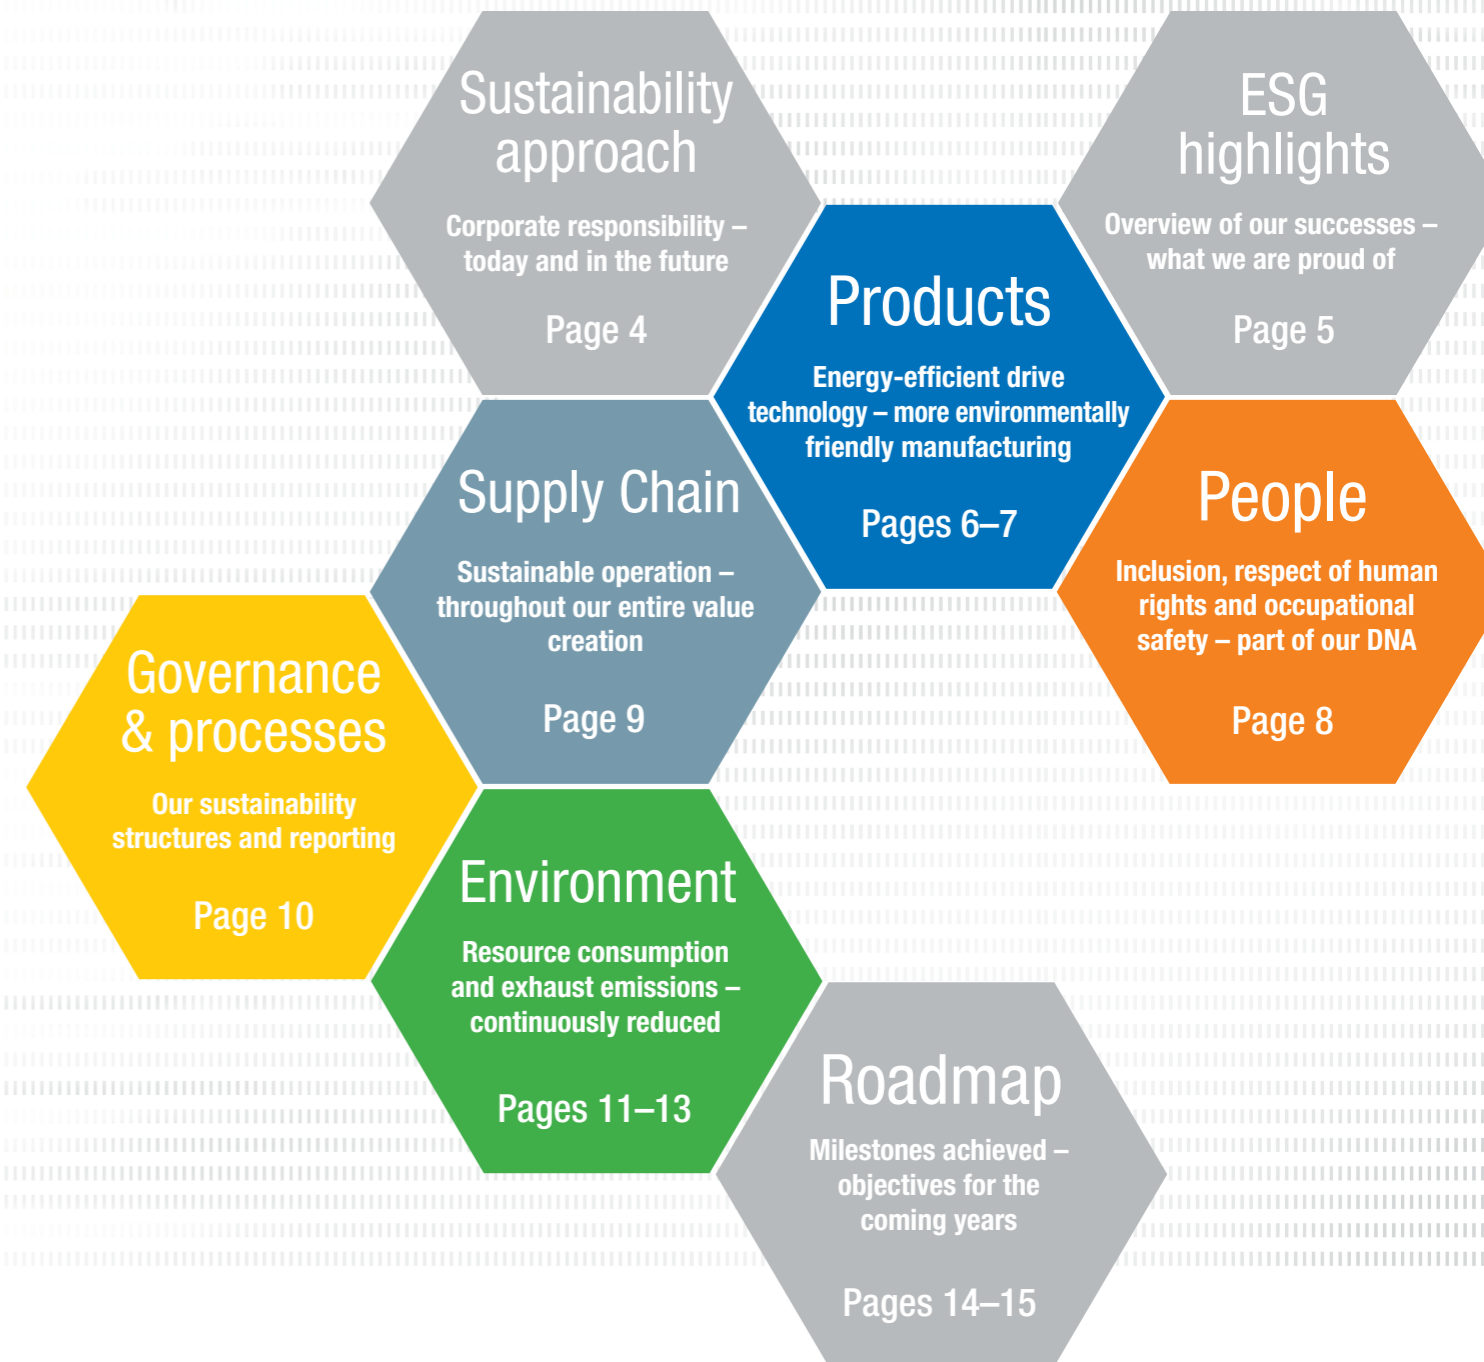 Sustainability
approach
Corporate responsibility –
today and in the future
Page 4
ESG
highlights
Overview of our successes –
what we are proud of
Page 5
Products
Energy-efficient drive
technology – more environmentally
friendly manufacturing
Pages 6–7
People
Inclusion, respect of human
rights and occupational
safety – part of our DNA
Page 8
Supply Chain
Sustainable operation –
throughout our entire value
creation
Page 9
Governance
& processes
Our sustainability
structures and reporting
Page 10
Environment
Resource consumption
and exhaust emissions –
continuously reduced
Pages 11–13
Roadmap
Milestones achieved –
objectives for the
coming years
Pages 14–15